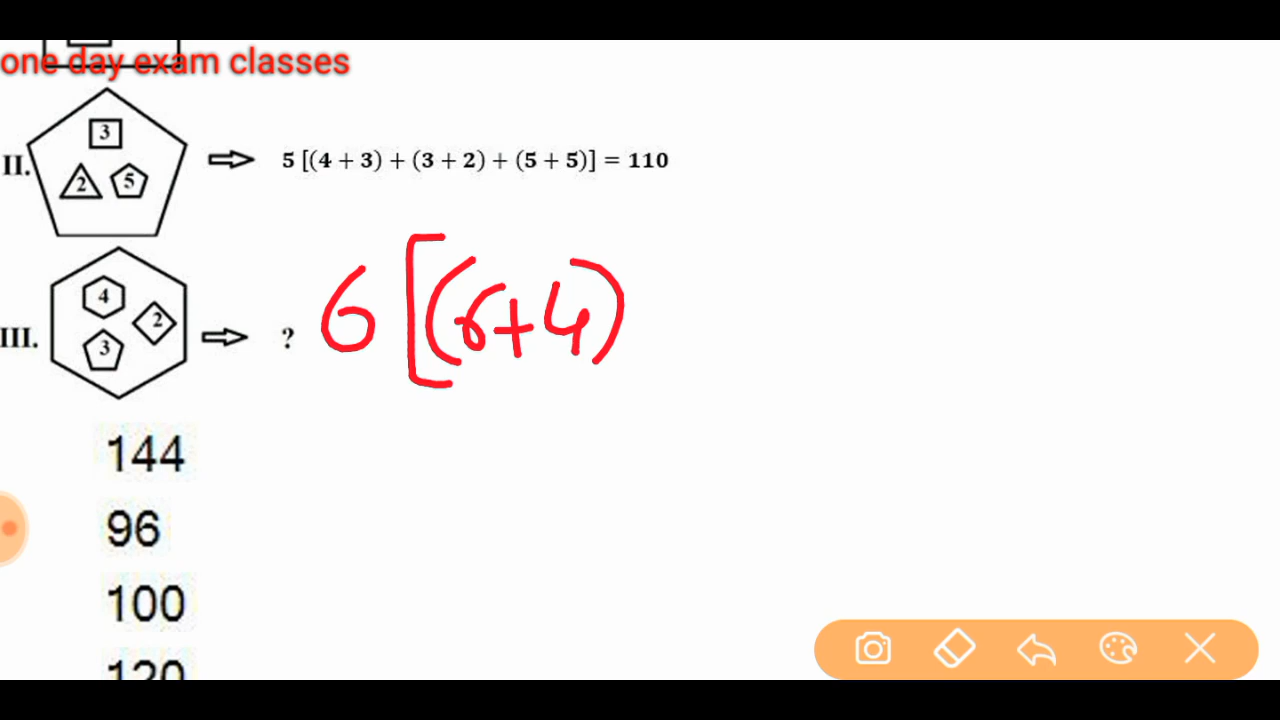 one day exam classes
3
II. 2 5 5 [(4 + 3) + (3 + 2) + (5 + 5)] = 110
4
2
III. 3 ? 6 [(6+4)
144
96
100
120